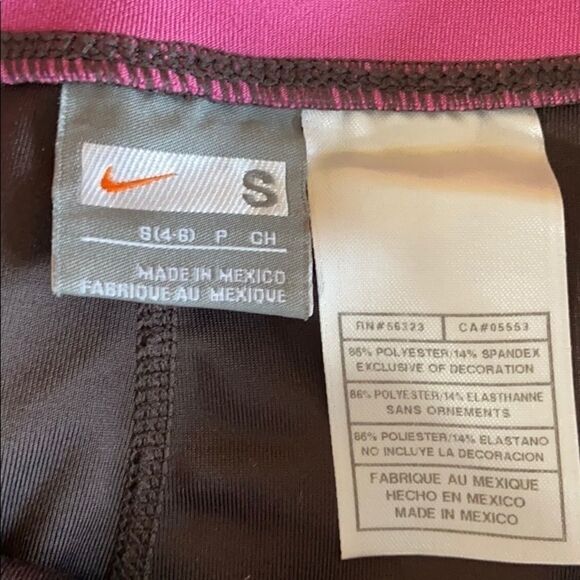 S
S(4-6) P CH
MADE IN MEXICO
FABRIQUE AU MEXIQUE
RN#56323 CA#05553
86% POLYESTER/14% SPANDEX
EXCLUSIVE OF DECORATION
86% POLYESTER/14% ELASTHANNE
SANS ORNEMENTS
86% POLIESTER/14% ELASTANO
NO INCLUYE LA DECORACION
FABRIQUE AU MEXIQUE
HECHO EN MEXICO
MADE IN MEXICO